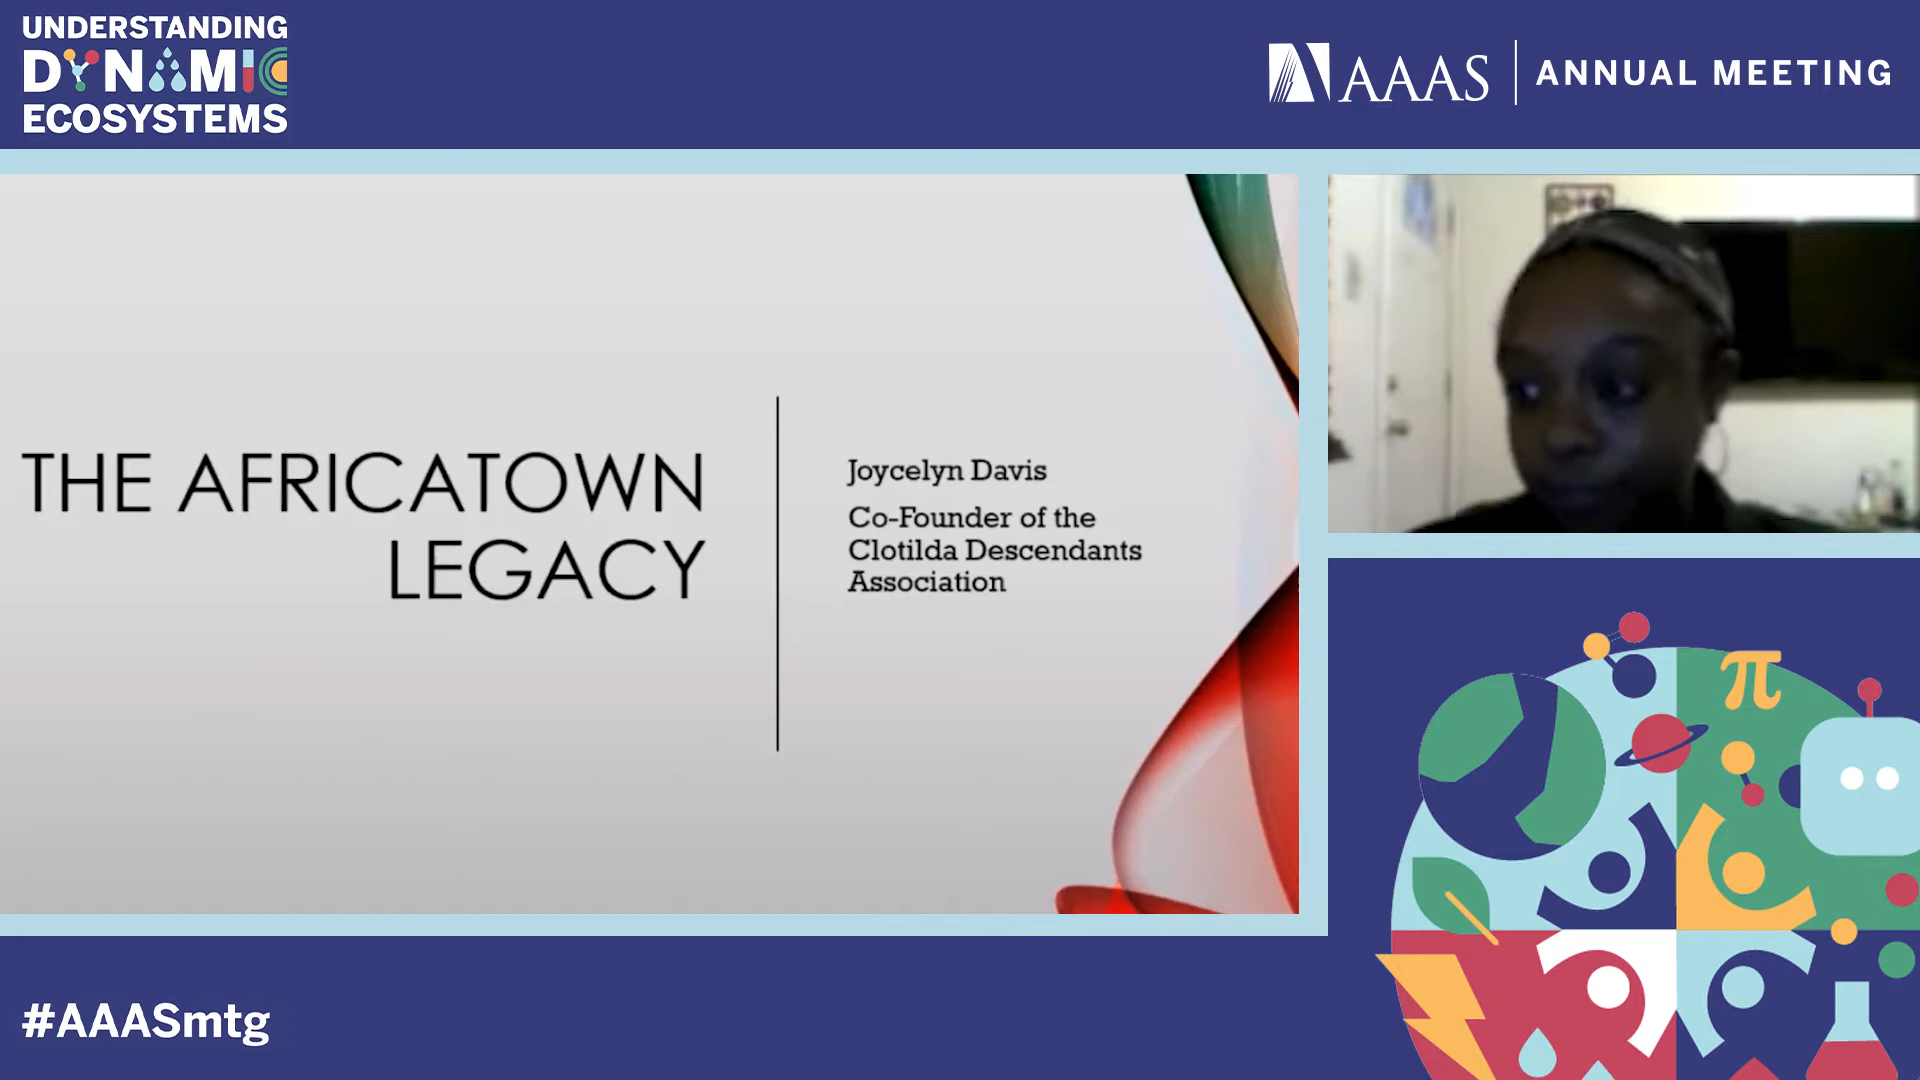 UNDERSTANDING
DYNAMIC
ECOSYSTEMS
AAAS | ANNUAL MEETING
THE AFRICATOWN
LEGACY
Joycelyn Davis
Co-Founder of the
Clotilda Descendants
Association
π
#AAASmtg